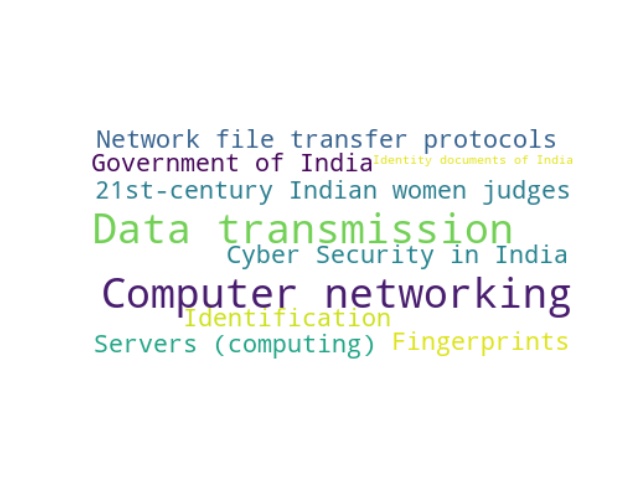 Network file transfer protocols
Government of India
Identity documents of India
21st-century Indian women judges
Data transmission
Cyber Security in India
Computer networking
Identification
Servers (computing)
Fingerprints